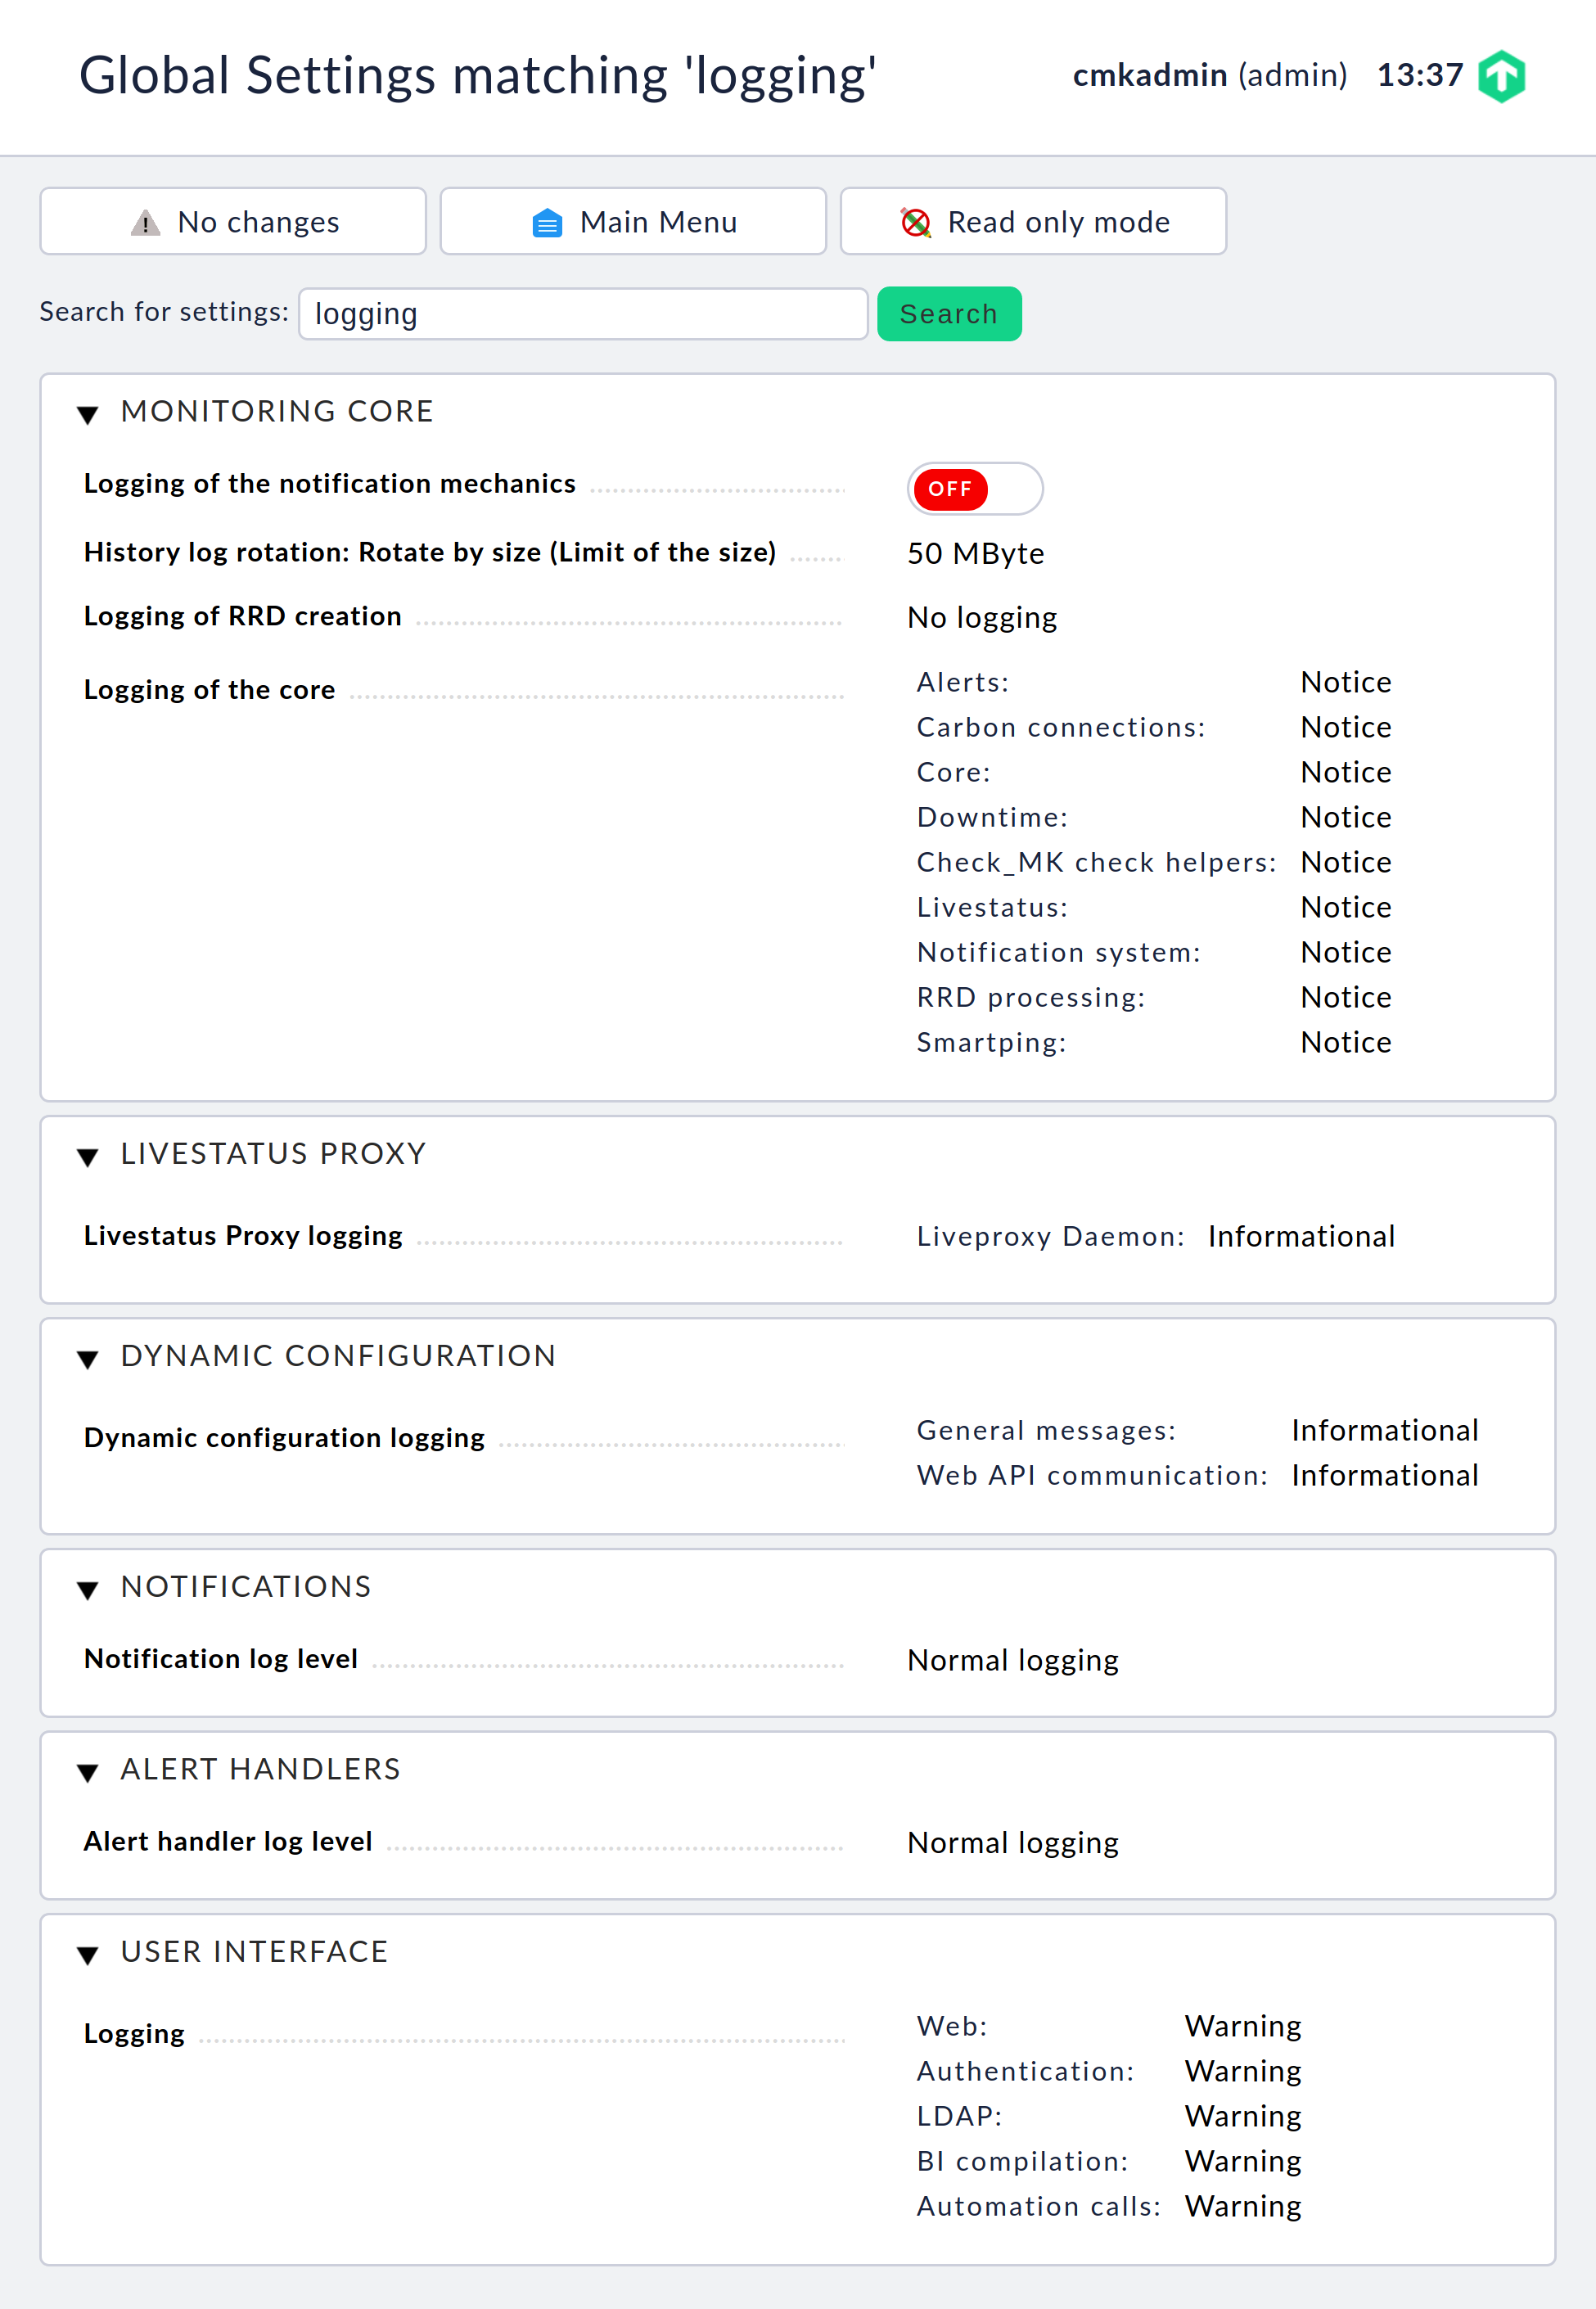 Global Settings matching 'logging'
cmkadmin (admin) 13:37
No changes
Main Menu
Read only mode
Search for settings: logging Search
MONITORING CORE
Logging of the notification mechanics OFF
History log rotation: Rotate by size (Limit of the size) 50 MByte
Logging of RRD creation No logging
Logging of the core
Alerts: Notice
Carbon connections: Notice
Core: Notice
Downtime: Notice
Check_MK check helpers: Notice
Livestatus: Notice
Notification system: Notice
RRD processing: Notice
Smartping: Notice
LIVESTATUS PROXY
Livestatus Proxy logging Liveproxy Daemon: Informational
DYNAMIC CONFIGURATION
Dynamic configuration logging
General messages: Informational
Web API communication: Informational
NOTIFICATIONS
Notification log level Normal logging
ALERT HANDLERS
Alert handler log level Normal logging
USER INTERFACE
Logging
Web: Warning
Authentication: Warning
LDAP: Warning
BI compilation: Warning
Automation calls: Warning